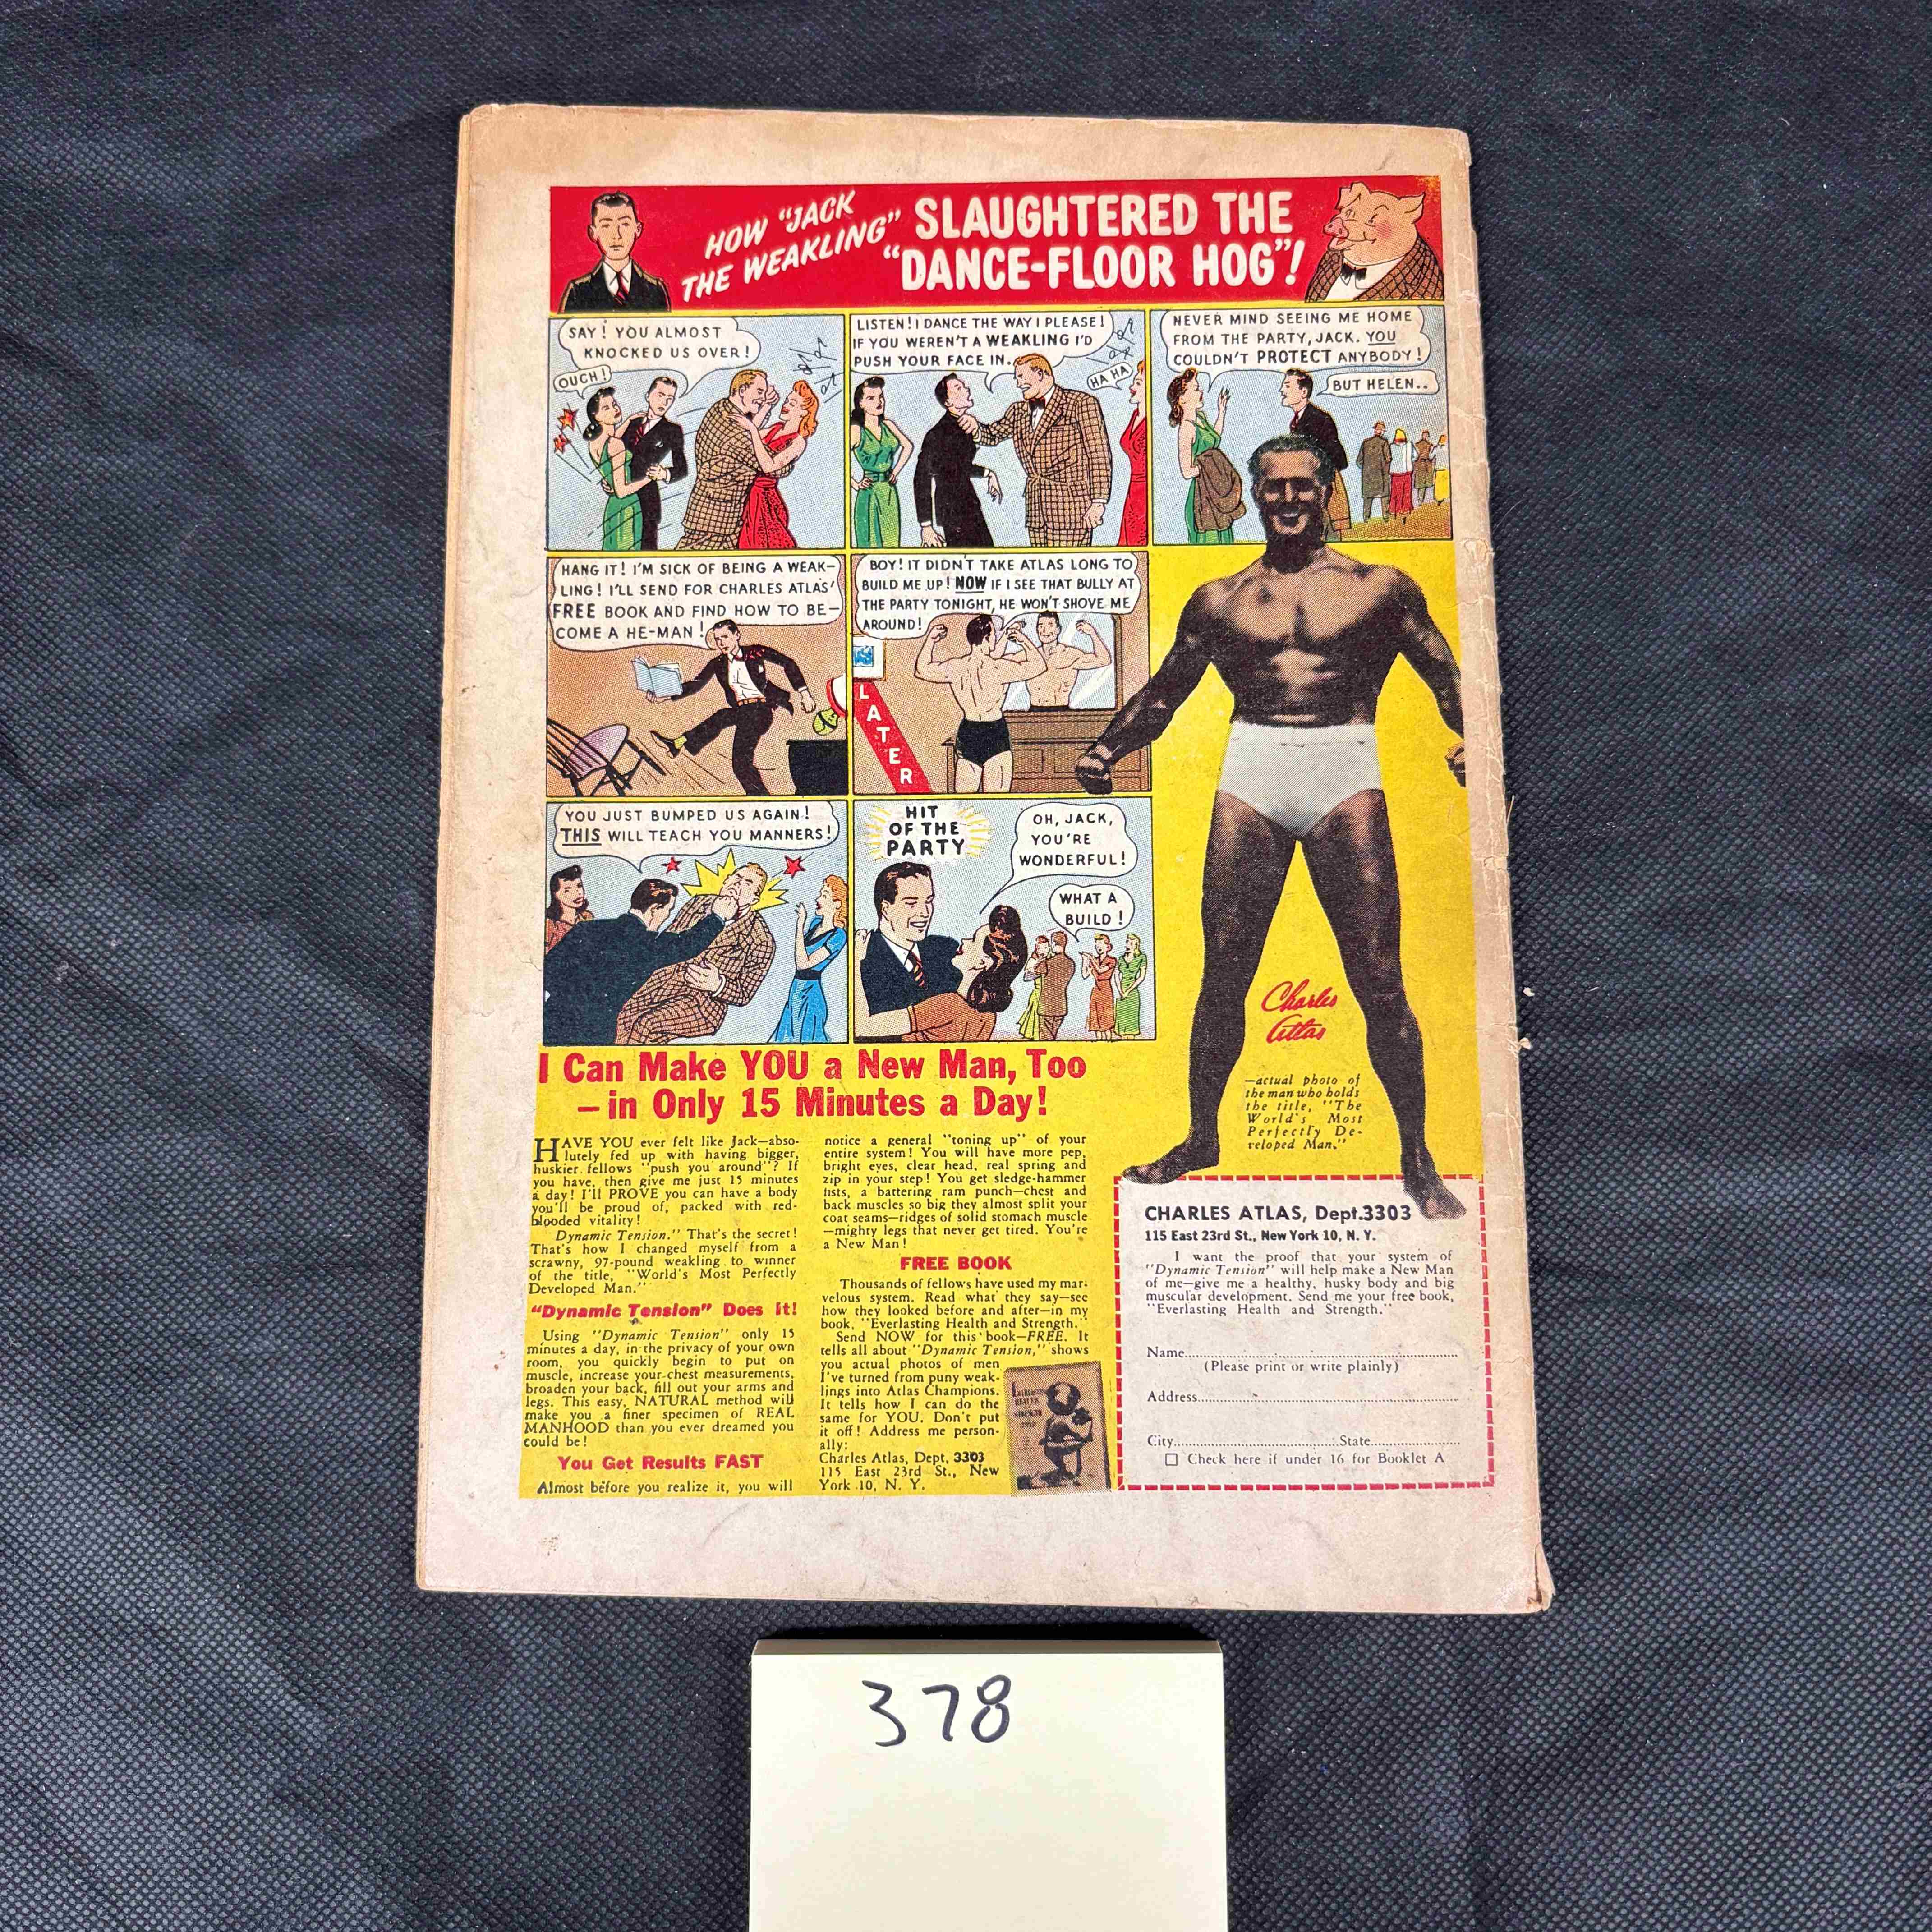 HOW "JACK
THE WEAKLING"
SLAUGHTERED THE
"DANCE-FLOOR HOG"!
SAY! YOU ALMOST
KNOCKED US OVER!
OUCH!
LISTEN! I DANCE THE WAY I PLEASE!
IF YOU WEREN'T A WEAKLING I'D
PUSH YOUR FACE IN.
HA HA
NEVER MIND SEEING ME HOME
FROM THE PARTY, JACK. YOU
COULDN'T PROTECT ANYBODY!
BUT HELEN..
HANG IT! I'M SICK OF BEING A WEAK-
LING! I'LL SEND FOR CHARLES ATLAS'
FREE BOOK AND FIND HOW TO BE-
COME A HE-MAN!
BOY! IT DIDN'T TAKE ATLAS LONG TO
BUILD ME UP! NOW IF I SEE THAT BULLY AT
THE PARTY TONIGHT, HE WON'T SHOVE ME
AROUND!
LATER
YOU JUST BUMPED US AGAIN!
THIS WILL TEACH YOU MANNERS!
HIT
OF THE
PARTY
OH, JACK,
YOU'RE
WONDERFUL!
WHAT A
BUILD!
I Can Make YOU a New Man, Too
- in Only 15 Minutes a Day!
HAVE YOU ever felt like Jack—abso-
lutely fed up with having bigger,
huskier fellows "push you around"? If
you have, then give me just 15 minutes
a day! I'll PROVE you can have a body
you'll be proud of, packed with red-
blooded vitality!
Dynamic Tension." That's the secret!
That's how I changed myself from a
scrawny, 97-pound weakling to winner
of the title, "World's Most Perfectly
Developed Man."
"Dynamic Tension" Does It!
Using "Dynamic Tension" only 15
minutes a day, in the privacy of your own
room, you quickly begin to put on
muscle, increase your chest measurements,
broaden your back, fill out your arms and
legs. This easy, NATURAL method will
make you a finer specimen of REAL
MANHOOD than you ever dreamed you
could be!
You Get Results FAST
Almost before you realize it, you will
notice a general "toning up" of your
entire system! You will have more pep,
bright eyes, clear head, real spring and
zip in your step! You get sledge-hammer
fists, a battering ram punch—chest and
back muscles so big they almost split your
coat seams—ridges of solid stomach muscle
—mighty legs that never get tired. You're
a New Man!
FREE BOOK
Thousands of fellows have used my mar-
velous system. Read what they say—see
how they looked before and after—in my
book, "Everlasting Health and Strength."
Send NOW for this book—FREE. It
tells all about "Dynamic Tension," shows
you actual photos of men
I've turned from puny weak-
lings into Atlas Champions.
It tells how I can do the
same for YOU. Don't put
it off! Address me person-
ally:
Charles Atlas, Dept, 3303
115 East 23rd St., New
York 10, N. Y.
Charles
Atlas
—actual photo of
the man who holds
the title, "The
World's Most
Perfectly De-
veloped Man."
CHARLES ATLAS, Dept.3303
115 East 23rd St., New York 10, N. Y.
I want the proof that your system of
"Dynamic Tension" will help make a New Man
of me—give me a healthy, husky body and big
muscular development. Send me your free book,
"Everlasting Health and Strength."
Name
(Please print or write plainly)
Address
City State
Check here if under 16 for Booklet A
378